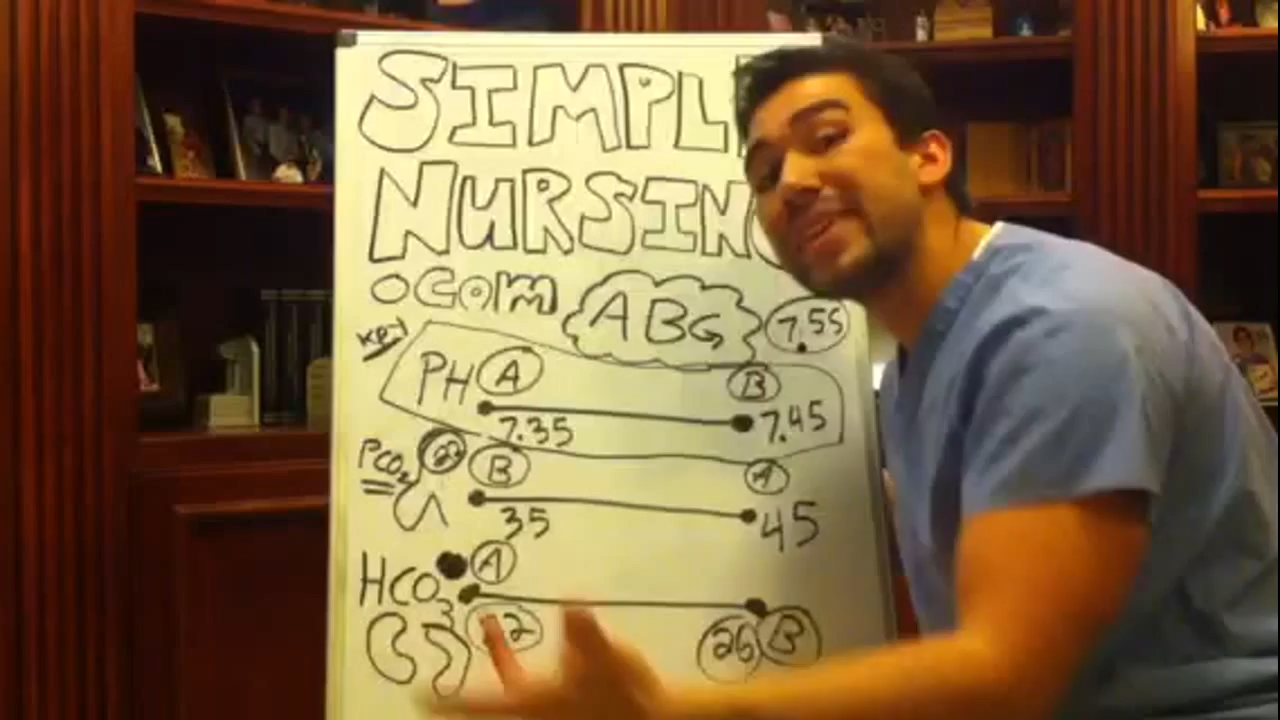 SIMPL
NURSIN
.COM ABG 7.55
KEY
PH A B
7.35 7.45
PCO2 B A
35 45
HCO3 A
26 B